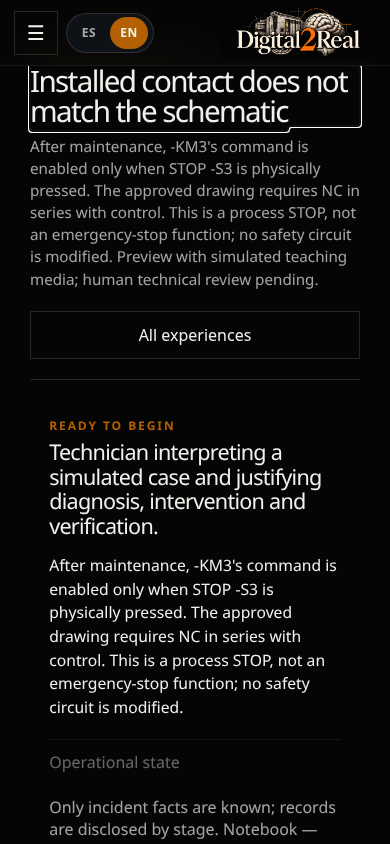 ☰
ES
EN
Digital2Real
Installed contact does not
match the schematic
After maintenance, -KM3's command is
enabled only when STOP -S3 is physically
pressed. The approved drawing requires NC in
series with control. This is a process STOP, not
an emergency-stop function; no safety circuit
is modified. Preview with simulated teaching
media; human technical review pending.
All experiences
READY TO BEGIN
Technician interpreting a
simulated case and justifying
diagnosis, intervention and
verification.
After maintenance, -KM3's command is
enabled only when STOP -S3 is
physically pressed. The approved
drawing requires NC in series with
control. This is a process STOP, not an
emergency-stop function; no safety
circuit is modified.
Operational state
Only incident facts are known; records
are disclosed by stage. Notebook —